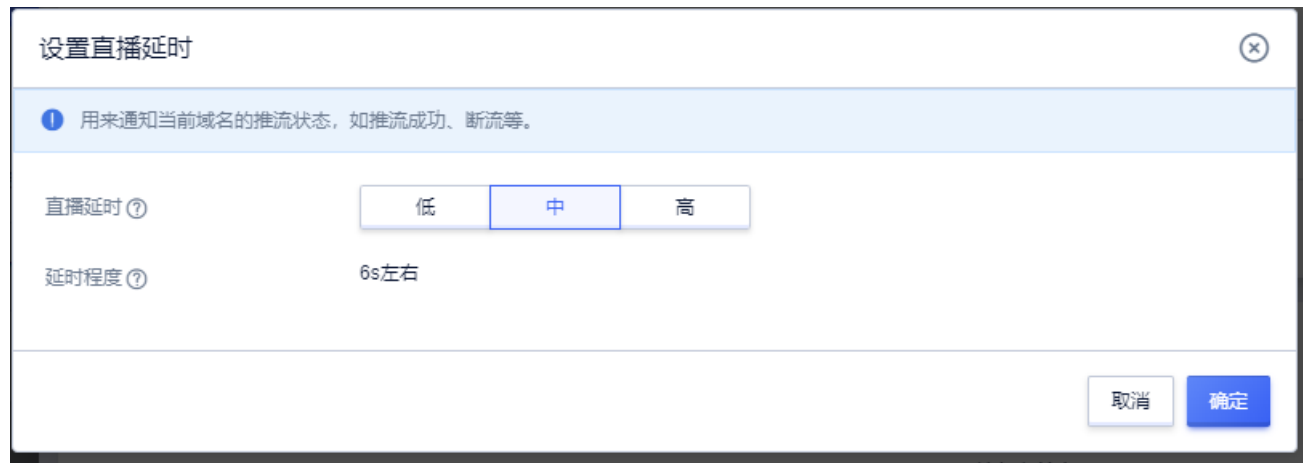 设置直播延时
用来通知当前域名的推流状态，如推流成功、断流等。
直播延时 低 中 高
延时程度 6s左右
取消 确定